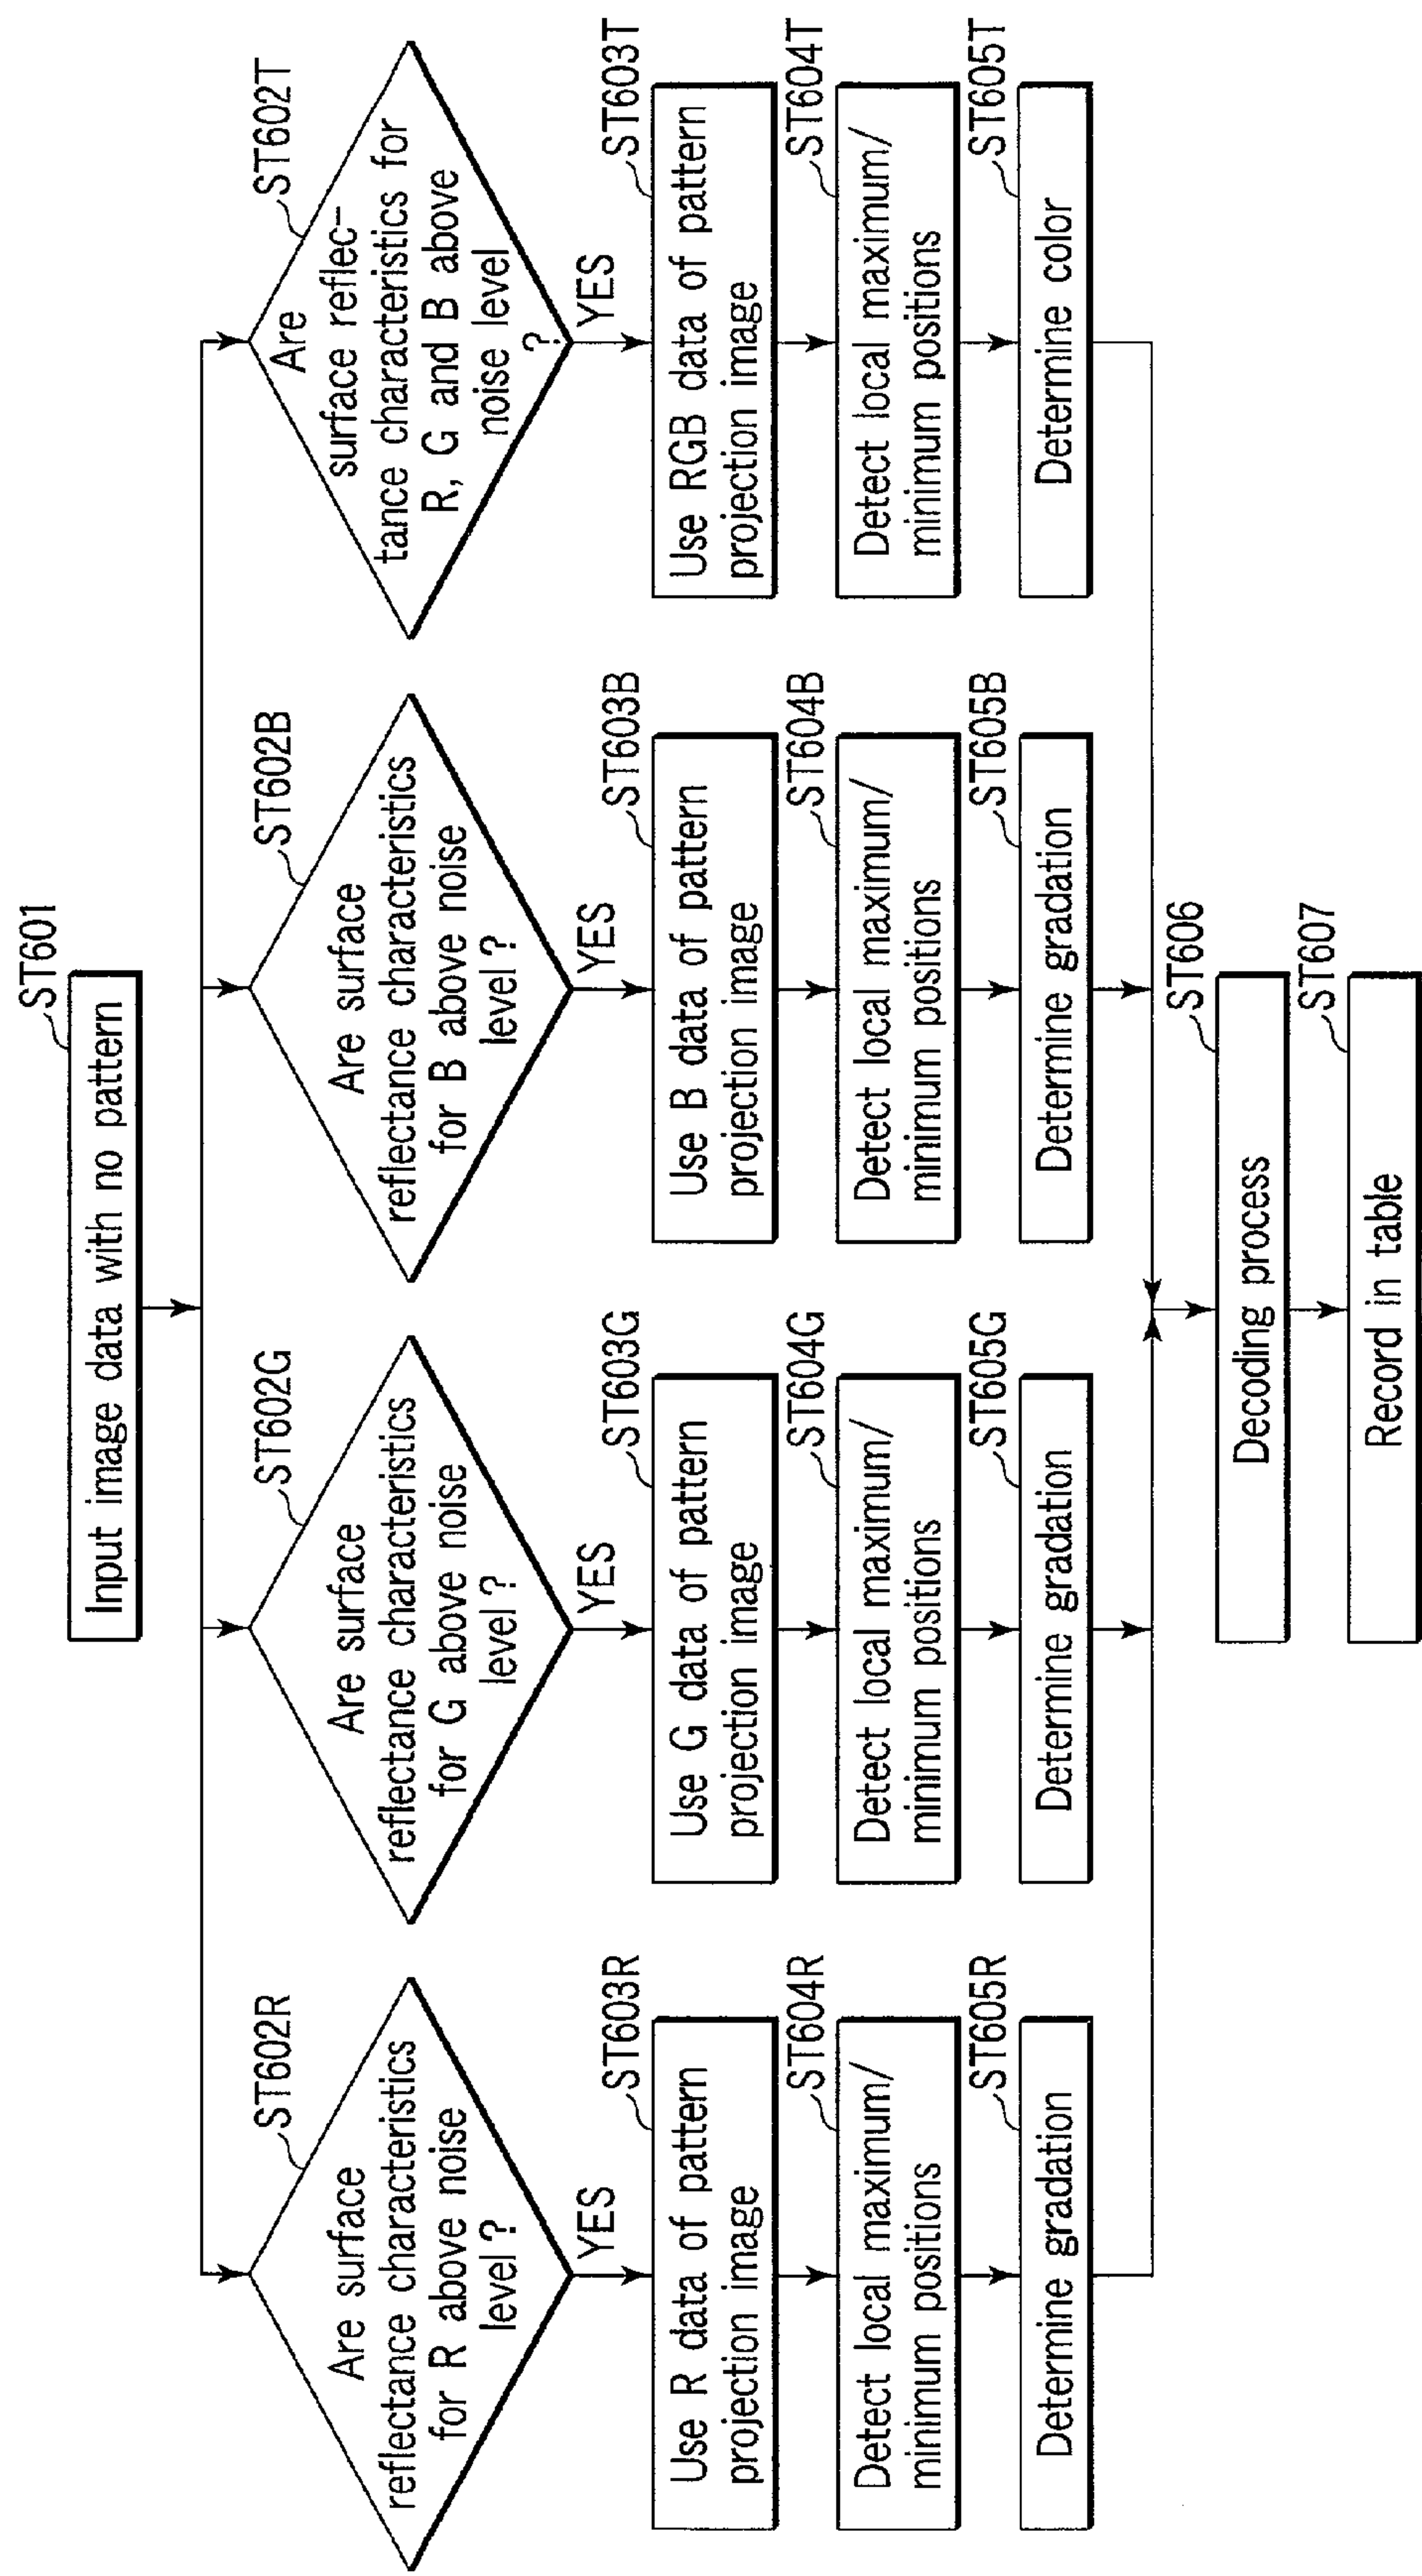 ST601
Input image data with no pattern
ST602R
Are surface
reflectance characteristics
for R above noise
level?
YES
ST603R
Use R data of pattern
projection image
ST604R
Detect local maximum/
minimum positions
ST605R
Determine gradation
ST602G
Are surface
reflectance characteristics
for G above noise
level?
YES
ST603G
Use G data of pattern
projection image
ST604G
Detect local maximum/
minimum positions
ST605G
Determine gradation
ST602B
Are surface
reflectance characteristics
for B above noise
level?
YES
ST603B
Use B data of pattern
projection image
ST604B
Detect local maximum/
minimum positions
ST605B
Determine gradation
ST602T
Are
surface reflec-
tance characteristics for
R, G and B above
noise level
?
YES
ST603T
Use RGB data of pattern
projection image
ST604T
Detect local maximum/
minimum positions
ST605T
Determine color
ST606
Decoding process
ST607
Record in table